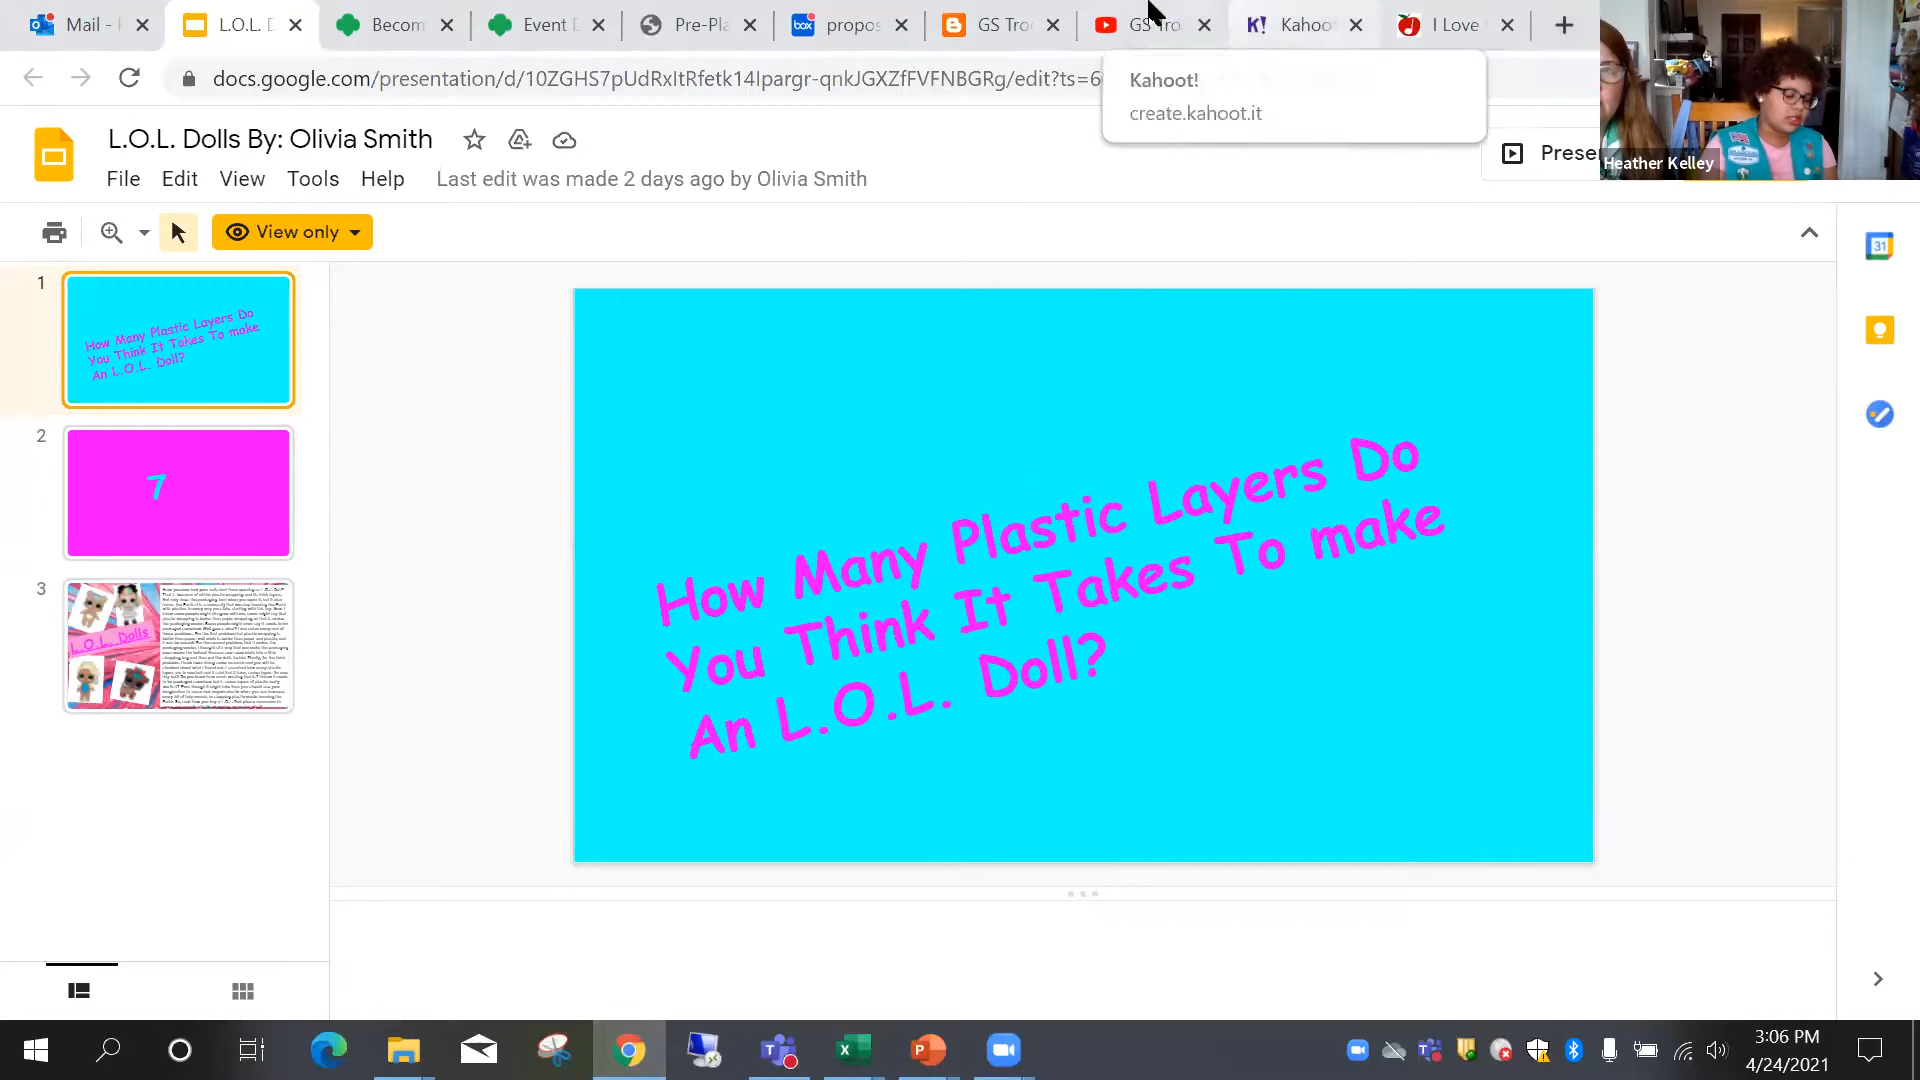 Mail -
L.O.L. D
Becom
Event D
Pre-Pla
propos
GS Troo
GS Tro
Kahoot
I Love
docs.google.com/presentation/d/10ZGHS7pUdRxItRfetk14Ipargr-qnkJGXZfFVFNBGRg/edit?ts=6
Kahoot!
create.kahoot.it
L.O.L. Dolls By: Olivia Smith
Prese
Heather Kelley
File Edit View Tools Help Last edit was made 2 days ago by Olivia Smith
View only
31
1
How Many Plastic Layers Do
You Think It Takes To make
An L.O.L. Doll?
2
7
3
L.O.L. Dolls
How Many Plastic Layers Do
You Think It Takes To make
An L.O.L. Doll?
3:06 PM
4/24/2021